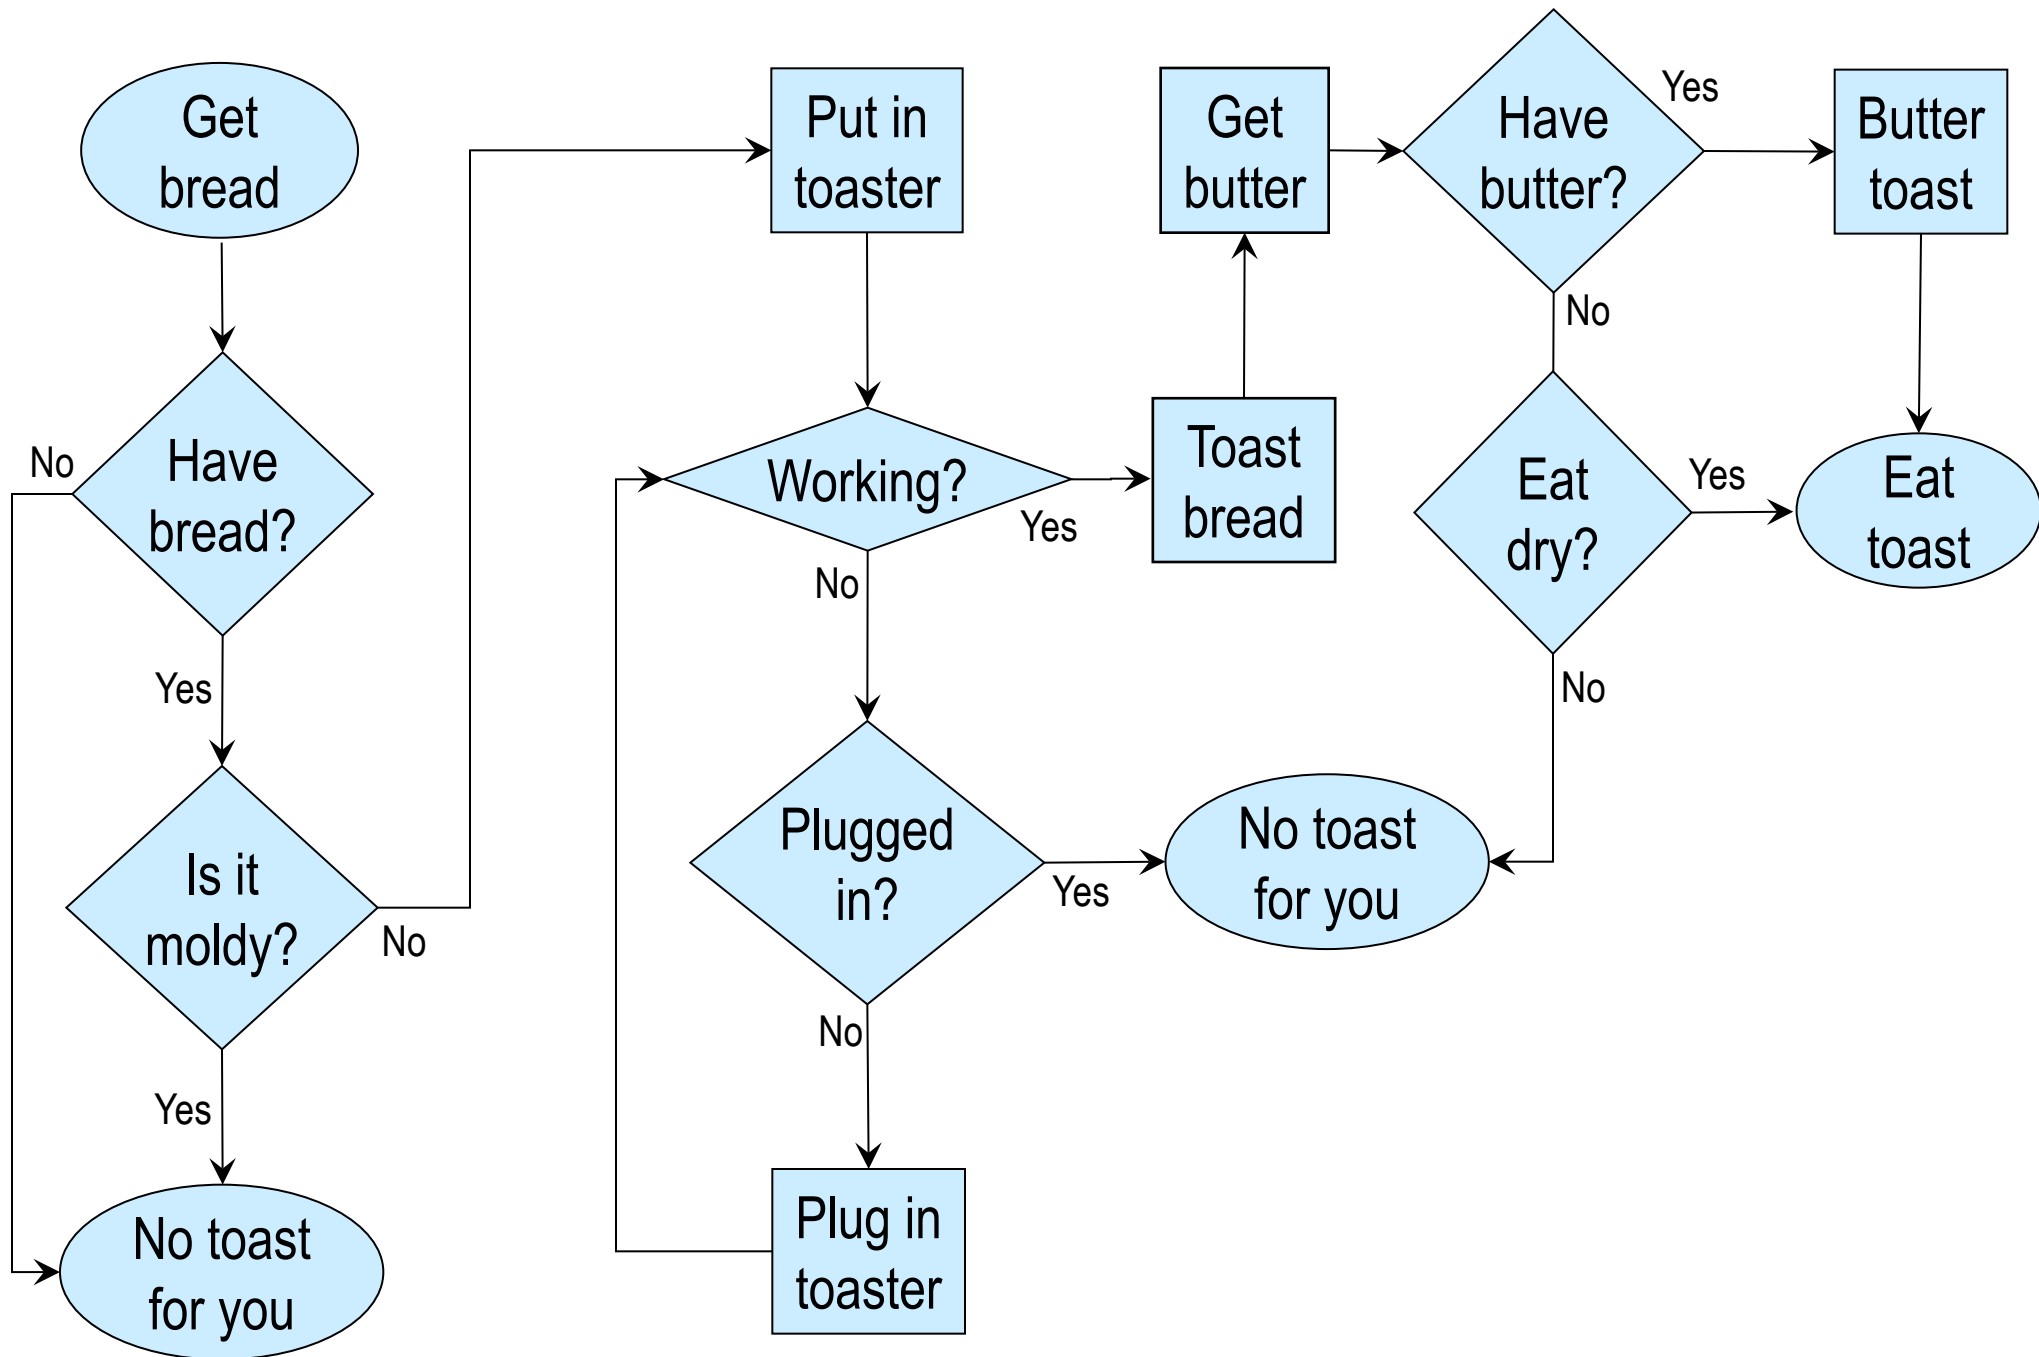 Get
bread
Have
bread?
No
Yes
Is it
moldy?
No
Yes
No toast
for you
Put in
toaster
Working?
Yes
No
Plugged
in?
Yes
No
Plug in
toaster
Toast
bread
Get
butter
Have
butter?
Yes
No
Butter
toast
Eat
dry?
Yes
No
Eat
toast
No toast
for you